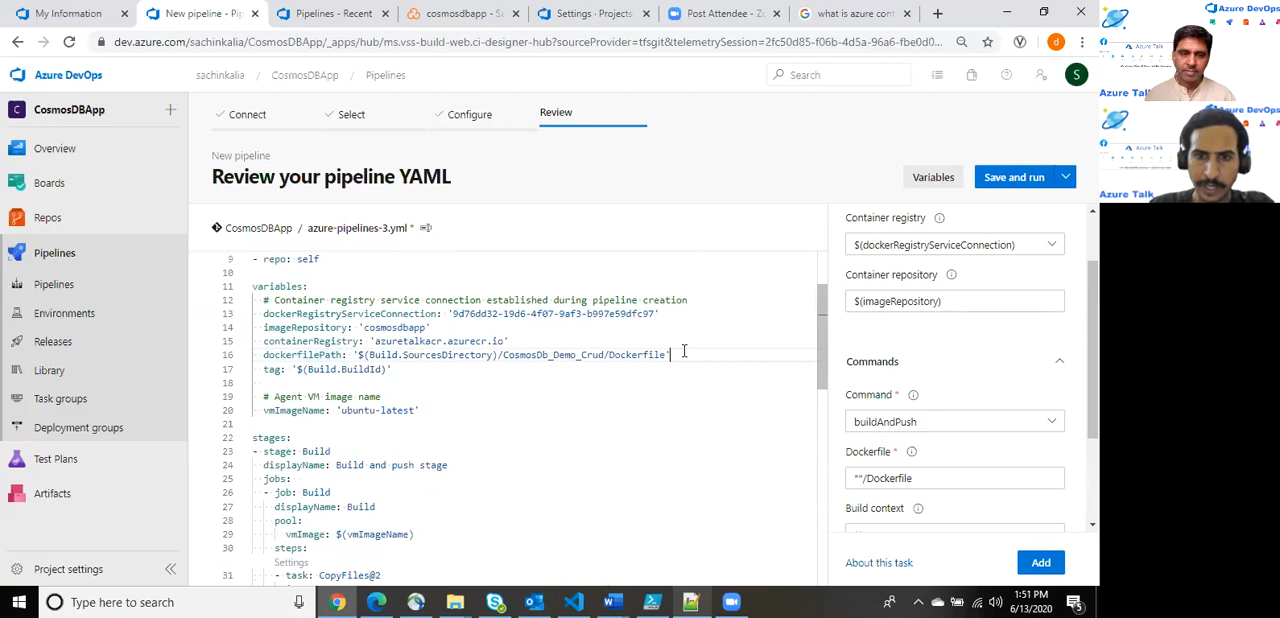 My Information
New pipeline - Pip
Pipelines - Recent
cosmosdbapp - S
Settings · Projects
Post Attendee - Zo
what is azure cont
dev.azure.com/sachinkalia/CosmosDBApp/_apps/hub/ms.vss-build-web.ci-designer-hub?sourceProvider=tfsgit&telemetrySession=2fc50d85-f06b-4d5a-96a6-fbe0d0...
d
Azure DevOps
sachinkalia
CosmosDBApp
Pipelines
Search
S
C
CosmosDBApp
Overview
Boards
Repos
Pipelines
Pipelines
Environments
Releases
Library
Task groups
Deployment groups
Test Plans
Artifacts
Project settings
Connect
Select
Configure
Review
New pipeline
Review your pipeline YAML
Variables
Save and run
CosmosDBApp / azure-pipelines-3.yml *
9 - repo: self
10
11 variables:
12 # Container registry service connection established during pipeline creation
13 dockerRegistryServiceConnection: '9d76dd32-19d6-4f07-9af3-b997e59dfc97'
14 imageRepository: 'cosmosdbapp'
15 containerRegistry: 'azuretalkacr.azurecr.io'
16 dockerfilePath: '$(Build.SourcesDirectory)/CosmosDb_Demo_Crud/Dockerfile'
17 tag: '$(Build.BuildId)'
18
19 # Agent VM image name
20 vmImageName: 'ubuntu-latest'
21
22 stages:
23 - stage: Build
24 displayName: Build and push stage
25 jobs:
26 - job: Build
27 displayName: Build
28 pool:
29 vmImage: $(vmImageName)
30 steps:
Settings
31 - task: CopyFiles@2
Container registry
$(dockerRegistryServiceConnection)
Container repository
$(imageRepository)
Commands
Command *
buildAndPush
Dockerfile *
**/Dockerfile
Build context
About this task
Add
Azure DevOps
Azure Talk
Azure Talk
Azure DevOps
Azure Talk
Azure Talk
Type here to search
1:51 PM
6/13/2020
5